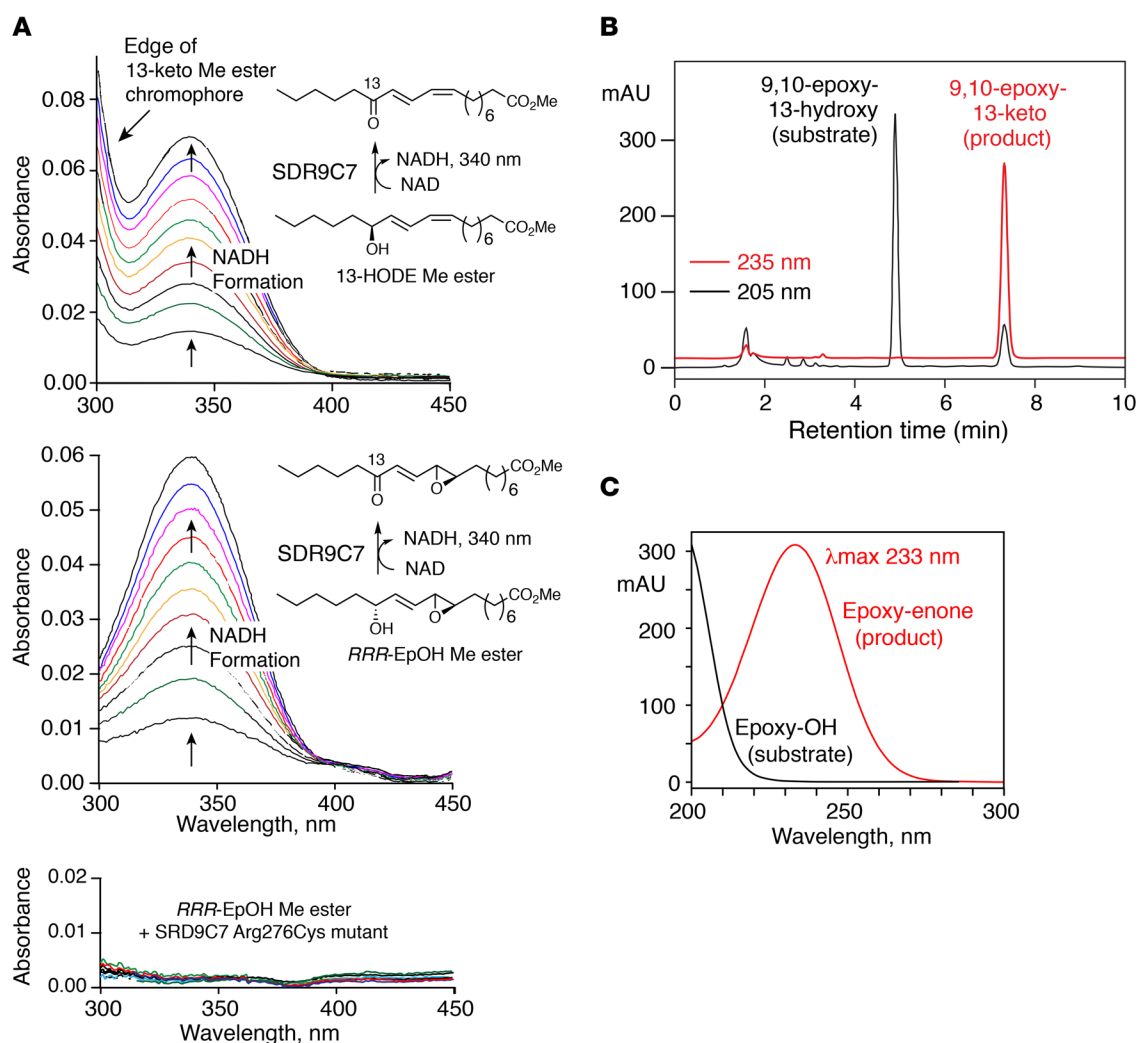 A
Edge of
13-keto Me ester
chromophore
Absorbance
0.08
0.06
0.04
0.02
0.00
300
350
400
450
13
O
CO2Me
6
SDR9C7
NADH, 340 nm
NAD
OH
CO2Me
6
13-HODE Me ester
NADH
Formation
Absorbance
0.06
0.05
0.04
0.03
0.02
0.01
0.00
300
350
400
450
Wavelength, nm
13
O
O
CO2Me
6
SDR9C7
NADH, 340 nm
NAD
OH
O
CO2Me
6
RRR-EpOH Me ester
NADH
Formation
Absorbance
0.02
0.01
0.00
RRR-EpOH Me ester
+ SRD9C7 Arg276Cys mutant
300
350
400
450
Wavelength, nm
B
mAU
300
200
100
0
9,10-epoxy-
13-hydroxy
(substrate)
9,10-epoxy-
13-keto
(product)
235 nm
205 nm
0
2
4
6
8
10
Retention time (min)
C
300
mAU
200
100
0
λmax 233 nm
Epoxy-enone
(product)
Epoxy-OH
(substrate)
200
250
300
Wavelength, nm